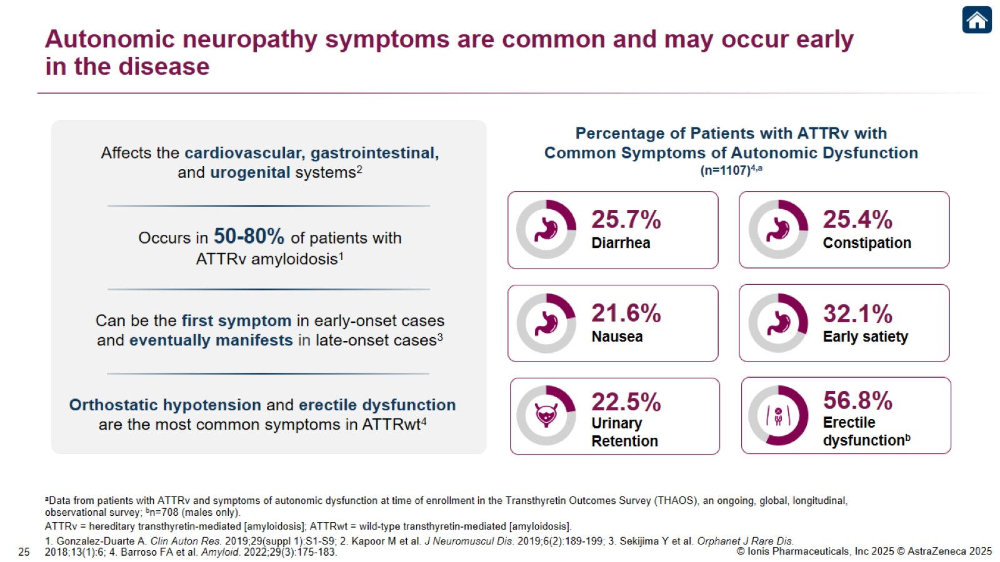 Autonomic neuropathy symptoms are common and may occur early
in the disease
Affects the cardiovascular, gastrointestinal,
and urogenital systems2
Occurs in 50-80% of patients with
ATTRv amyloidosis1
Can be the first symptom in early-onset cases
and eventually manifests in late-onset cases3
Orthostatic hypotension and erectile dysfunction
are the most common symptoms in ATTRwt4
Percentage of Patients with ATTRv with
Common Symptoms of Autonomic Dysfunction
(n=1107)4,a
25.7%
Diarrhea
25.4%
Constipation
21.6%
Nausea
32.1%
Early satiety
22.5%
Urinary
Retention
56.8%
Erectile
dysfunctionb
aData from patients with ATTRv and symptoms of autonomic dysfunction at time of enrollment in the Transthyretin Outcomes Survey (THAOS), an ongoing, global, longitudinal,
observational survey; bn=708 (males only).
ATTRv = hereditary transthyretin-mediated [amyloidosis]; ATTRwt = wild-type transthyretin-mediated [amyloidosis].
1. Gonzalez-Duarte A. Clin Auton Res. 2019;29(suppl 1):S1-S9; 2. Kapoor M et al. J Neuromuscul Dis. 2019;6(2):189-199; 3. Sekijima Y et al. Orphanet J Rare Dis.
2018;13(1):6; 4. Barroso FA et al. Amyloid. 2022;29(3):175-183.
25
© Ionis Pharmaceuticals, Inc 2025 © AstraZeneca 2025